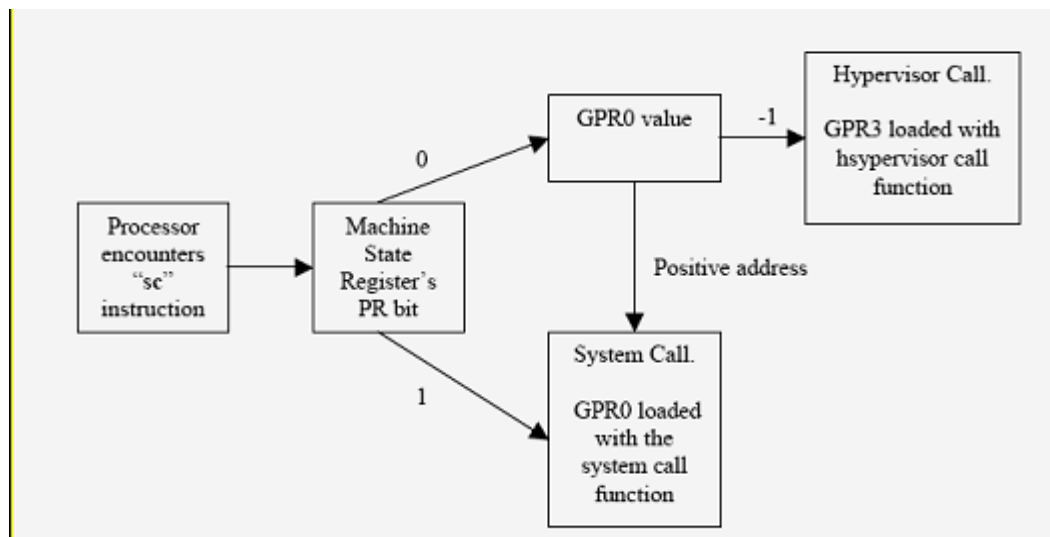 Processor
encounters
“sc”
instruction
Machine
State
Register’s
PR bit
0
1
GPR0 value
-1
Positive address
Hypervisor Call.
GPR3 loaded with
hsypervisor call
function
System Call.
GPR0 loaded
with the
system call
function